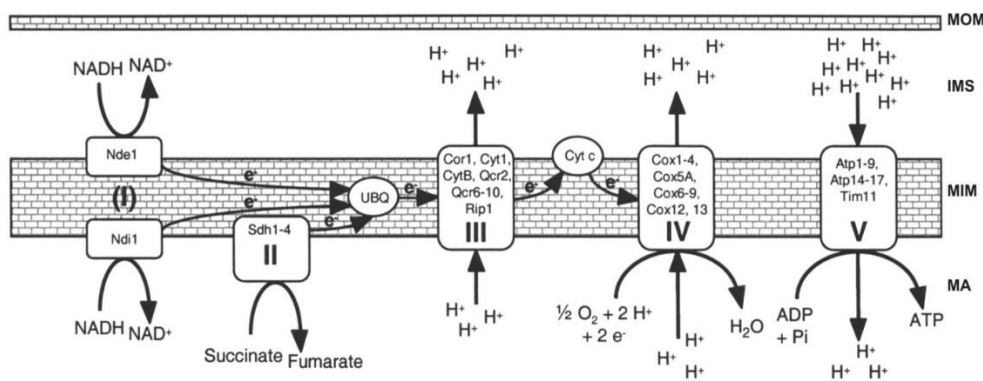 MOM
H⁺ H⁺ H⁺ H⁺ H⁺
H⁺ H⁺ H⁺ H⁺ H⁺
H⁺ H⁺ H⁺ H⁺ H⁺ H⁺ H⁺ H⁺ H⁺ H⁺
IMS
NADH NAD⁺
Nde1
(I)
e⁻
e⁻
e⁻
UBQ
e⁻
Ndi1
NADH NAD⁺
Sdh1-4
II
Succinate Fumarate
Cor1, Cyt1,
CytB, Qcr2,
Qcr6-10,
Rip1
III
H⁺ H⁺ H⁺ H⁺
e⁻
Cyt c
e⁻
Cox1-4,
Cox5A,
Cox6-9,
Cox12, 13
IV
½ O₂ + 2 H⁺
+ 2 e⁻
H₂O
H⁺ H⁺ H⁺ H⁺
Atp1-9,
Atp14-17,
Tim11
V
ADP
+ Pi
ATP
H⁺ H⁺ H⁺ H⁺
MIM
MA